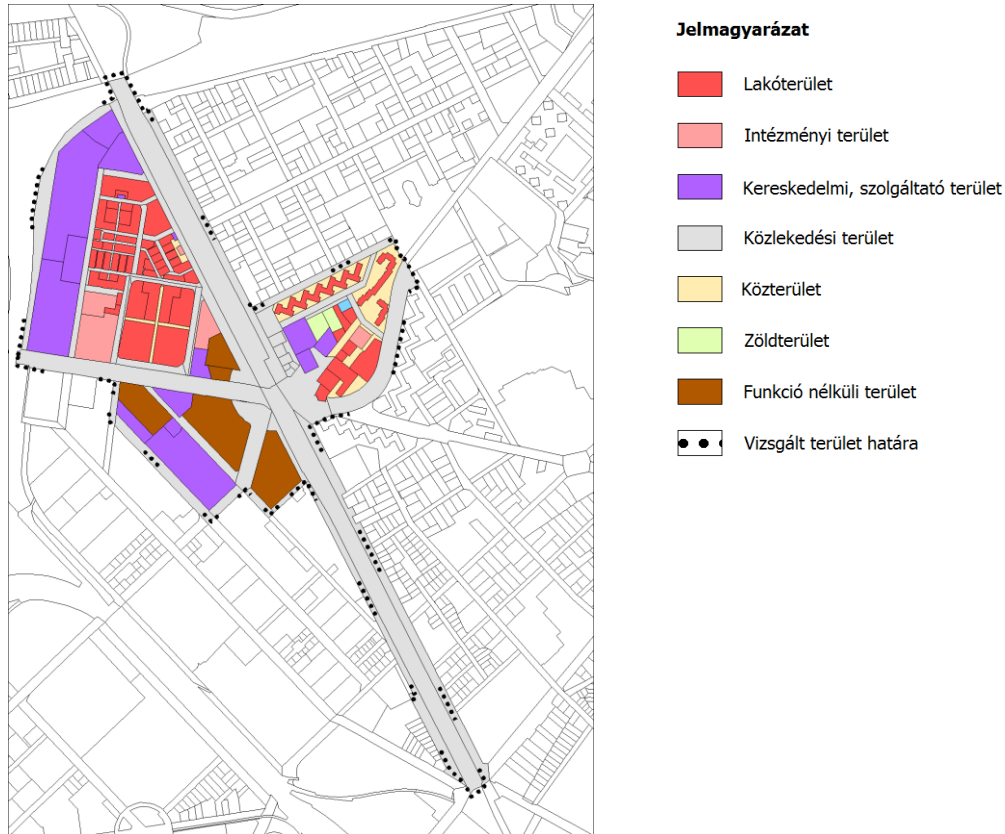 Jelmagyarázat
Lakóterület
Intézményi terület
Kereskedelmi, szolgáltató terület
Közlekedési terület
Közterület
Zöldterület
Funkció nélküli terület
Vizsgált terület határa